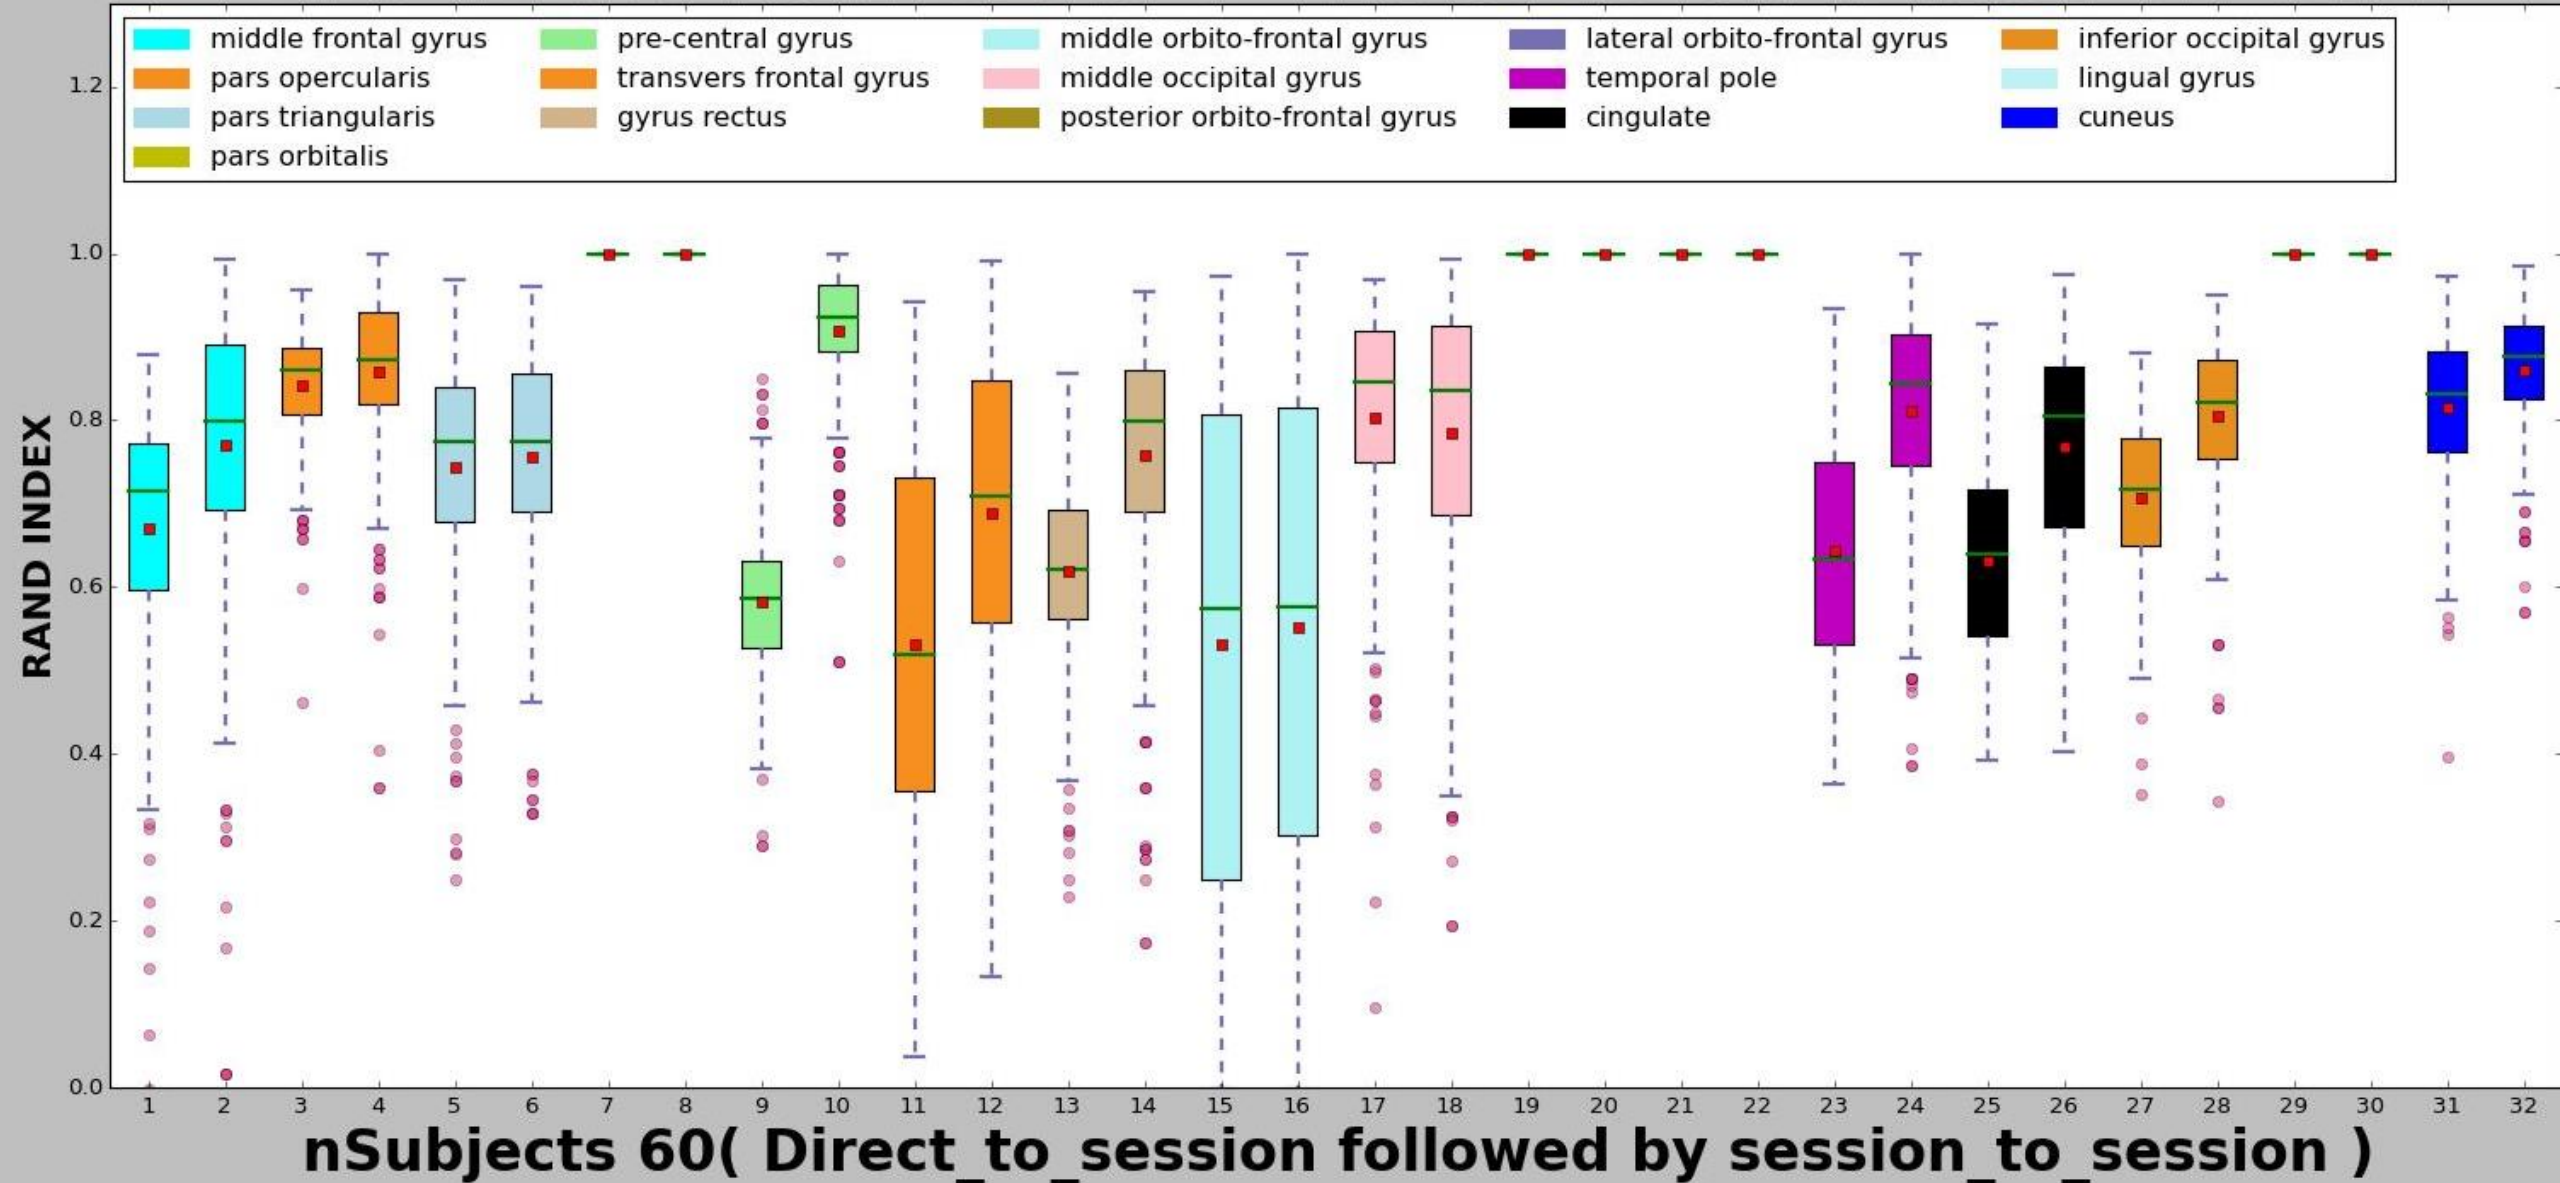 middle frontal gyrus pre-central gyrus middle orbito-frontal gyrus lateral orbito-frontal gyrus inferior occipital gyrus
1.2 pars opercularis transvers frontal gyrus middle occipital gyrus temporal pole lingual gyrus
pars triangularis gyrus rectus posterior orbito-frontal gyrus cingulate cuneus
pars orbitalis
1.0
0.8
RAND INDEX
0.6
0.4
0.2
0.0
1 2 3 4 5 6 7 8 9 10 11 12 13 14 15 16 17 18 19 20 21 22 23 24 25 26 27 28 29 30 31 32
nSubjects 60( Direct_to_session followed by session_to_session )